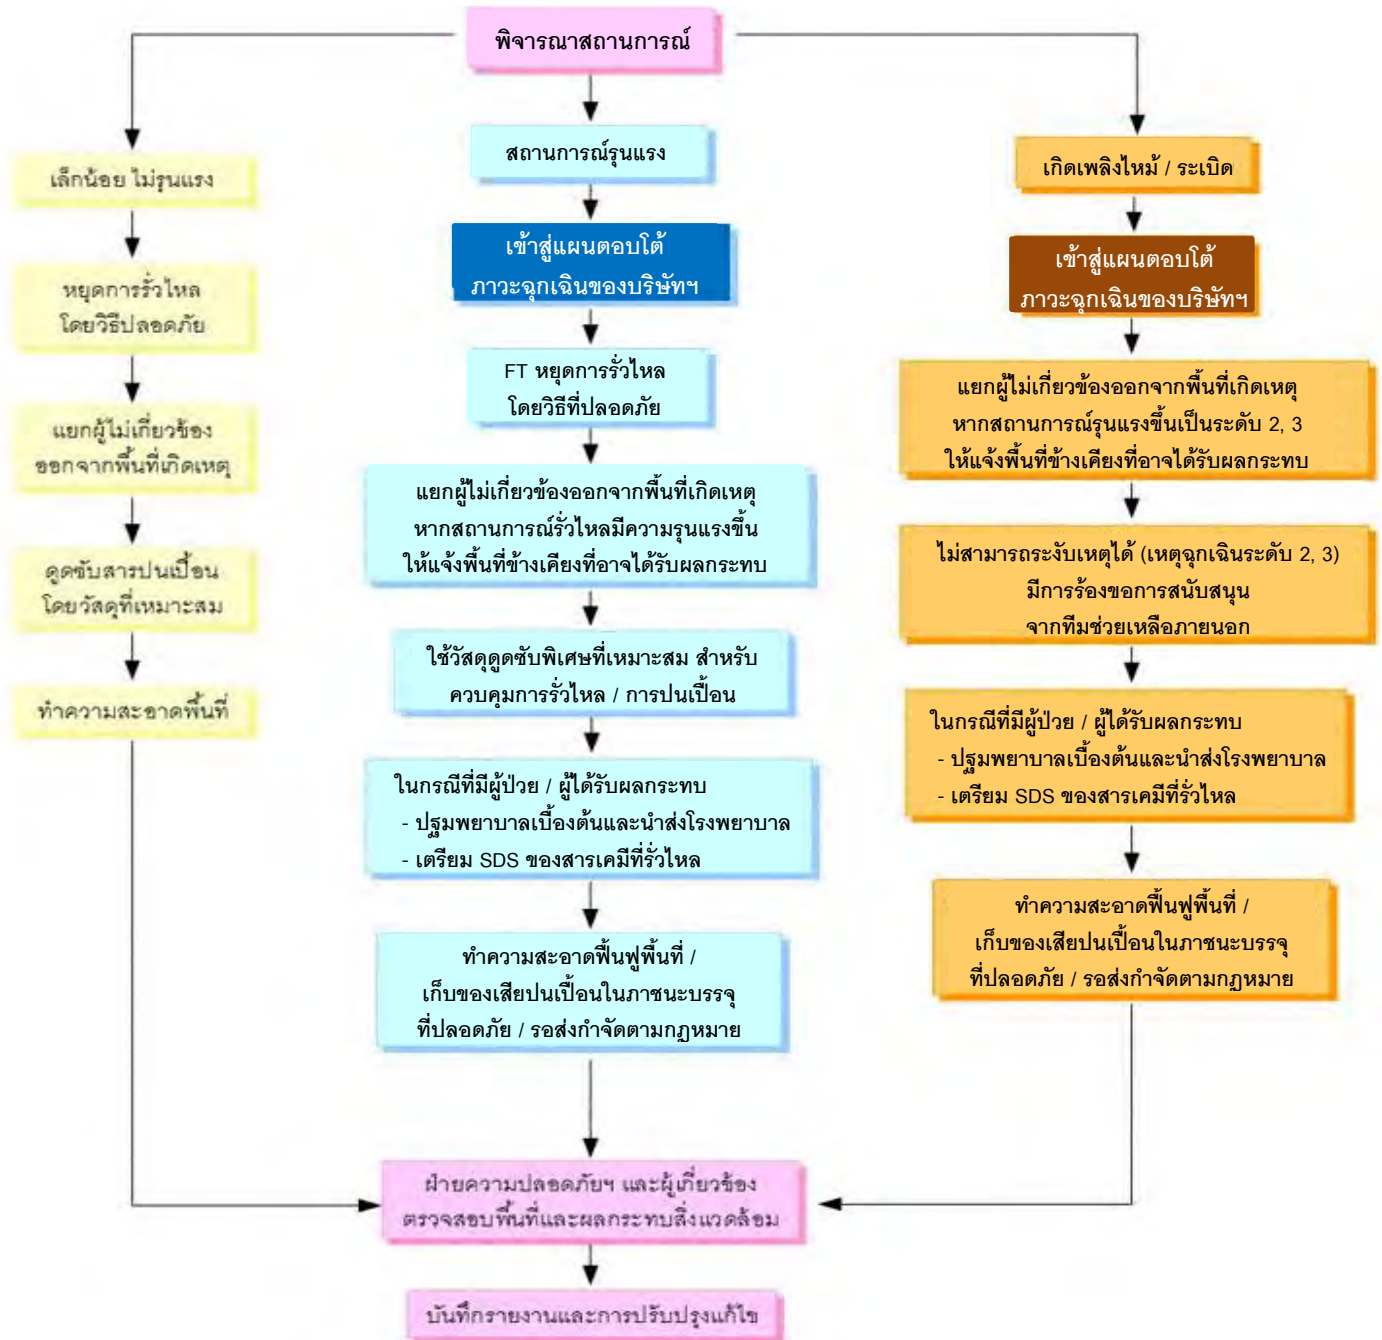 พิจารณาสถานการณ์
เล็กน้อย ไม่รุนแรง
หยุดการรั่วไหล
โดยวิธีปลอดภัย
แยกผู้ไม่เกี่ยวข้อง
ออกจากพื้นที่เกิดเหตุ
ดูดซับสารปนเปื้อน
โดยวัสดุที่เหมาะสม
ทำความสะอาดพื้นที่
สถานการณ์รุนแรง
เข้าสู่แผนตอบโต้
ภาวะฉุกเฉินของบริษัทฯ
FT หยุดการรั่วไหล
โดยวิธีที่ปลอดภัย
แยกผู้ไม่เกี่ยวข้องออกจากพื้นที่เกิดเหตุ
หากสถานการณ์รั่วไหลมีความรุนแรงขึ้น
ให้แจ้งพื้นที่ข้างเคียงที่อาจได้รับผลกระทบ
ใช้วัสดุดูดซับพิเศษที่เหมาะสม สำหรับ
ควบคุมการรั่วไหล / การปนเปื้อน
ในกรณีที่มีผู้ป่วย / ผู้ได้รับผลกระทบ
- ปฐมพยาบาลเบื้องต้นและนำส่งโรงพยาบาล
- เตรียม SDS ของสารเคมีที่รั่วไหล
ทำความสะอาดฟื้นฟูพื้นที่ /
เก็บของเสียปนเปื้อนในภาชนะบรรจุ
ที่ปลอดภัย / รอส่งกำจัดตามกฎหมาย
เกิดเพลิงไหม้ / ระเบิด
เข้าสู่แผนตอบโต้
ภาวะฉุกเฉินของบริษัทฯ
แยกผู้ไม่เกี่ยวข้องออกจากพื้นที่เกิดเหตุ
หากสถานการณ์รุนแรงขึ้นเป็นระดับ 2, 3
ให้แจ้งพื้นที่ข้างเคียงที่อาจได้รับผลกระทบ
ไม่สามารถระงับเหตุได้ (เหตุฉุกเฉินระดับ 2, 3)
มีการร้องขอการสนับสนุน
จากทีมช่วยเหลือภายนอก
ในกรณีที่มีผู้ป่วย / ผู้ได้รับผลกระทบ
- ปฐมพยาบาลเบื้องต้นและนำส่งโรงพยาบาล
- เตรียม SDS ของสารเคมีที่รั่วไหล
ทำความสะอาดฟื้นฟูพื้นที่ /
เก็บของเสียปนเปื้อนในภาชนะบรรจุ
ที่ปลอดภัย / รอส่งกำจัดตามกฎหมาย
ฝ่ายความปลอดภัยฯ และผู้เกี่ยวข้อง
ตรวจสอบพื้นที่และผลกระทบสิ่งแวดล้อม
บันทึกรายงานและการปรับปรุงแก้ไข